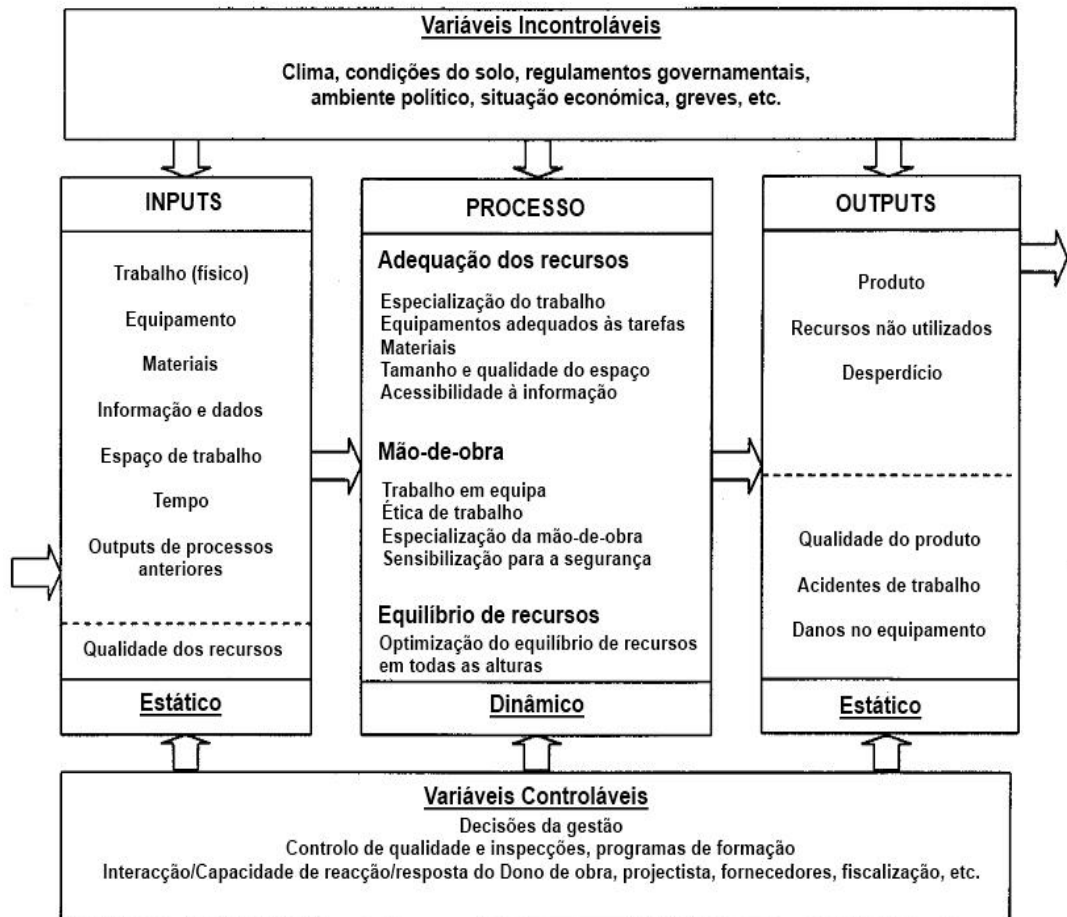 Variáveis Incontroláveis
Clima, condições do solo, regulamentos governamentais,
ambiente político, situação económica, greves, etc.
INPUTS
Trabalho (físico)
Equipamento
Materiais
Informação e dados
Espaço de trabalho
Tempo
Outputs de processos
anteriores
Qualidade dos recursos
Estático
PROCESSO
Adequação dos recursos
Especialização do trabalho
Equipamentos adequados às tarefas
Materiais
Tamanho e qualidade do espaço
Acessibilidade à informação
Mão-de-obra
Trabalho em equipa
Ética de trabalho
Especialização da mão-de-obra
Sensibilização para a segurança
Equilíbrio de recursos
Optimização do equilíbrio de recursos
em todas as alturas
Dinâmico
OUTPUTS
Produto
Recursos não utilizados
Desperdício
Qualidade do produto
Acidentes de trabalho
Danos no equipamento
Estático
Variáveis Controláveis
Decisões da gestão
Controlo de qualidade e inspecções, programas de formação
Interacção/Capacidade de reacção/resposta do Dono de obra, projectista, fornecedores, fiscalização, etc.